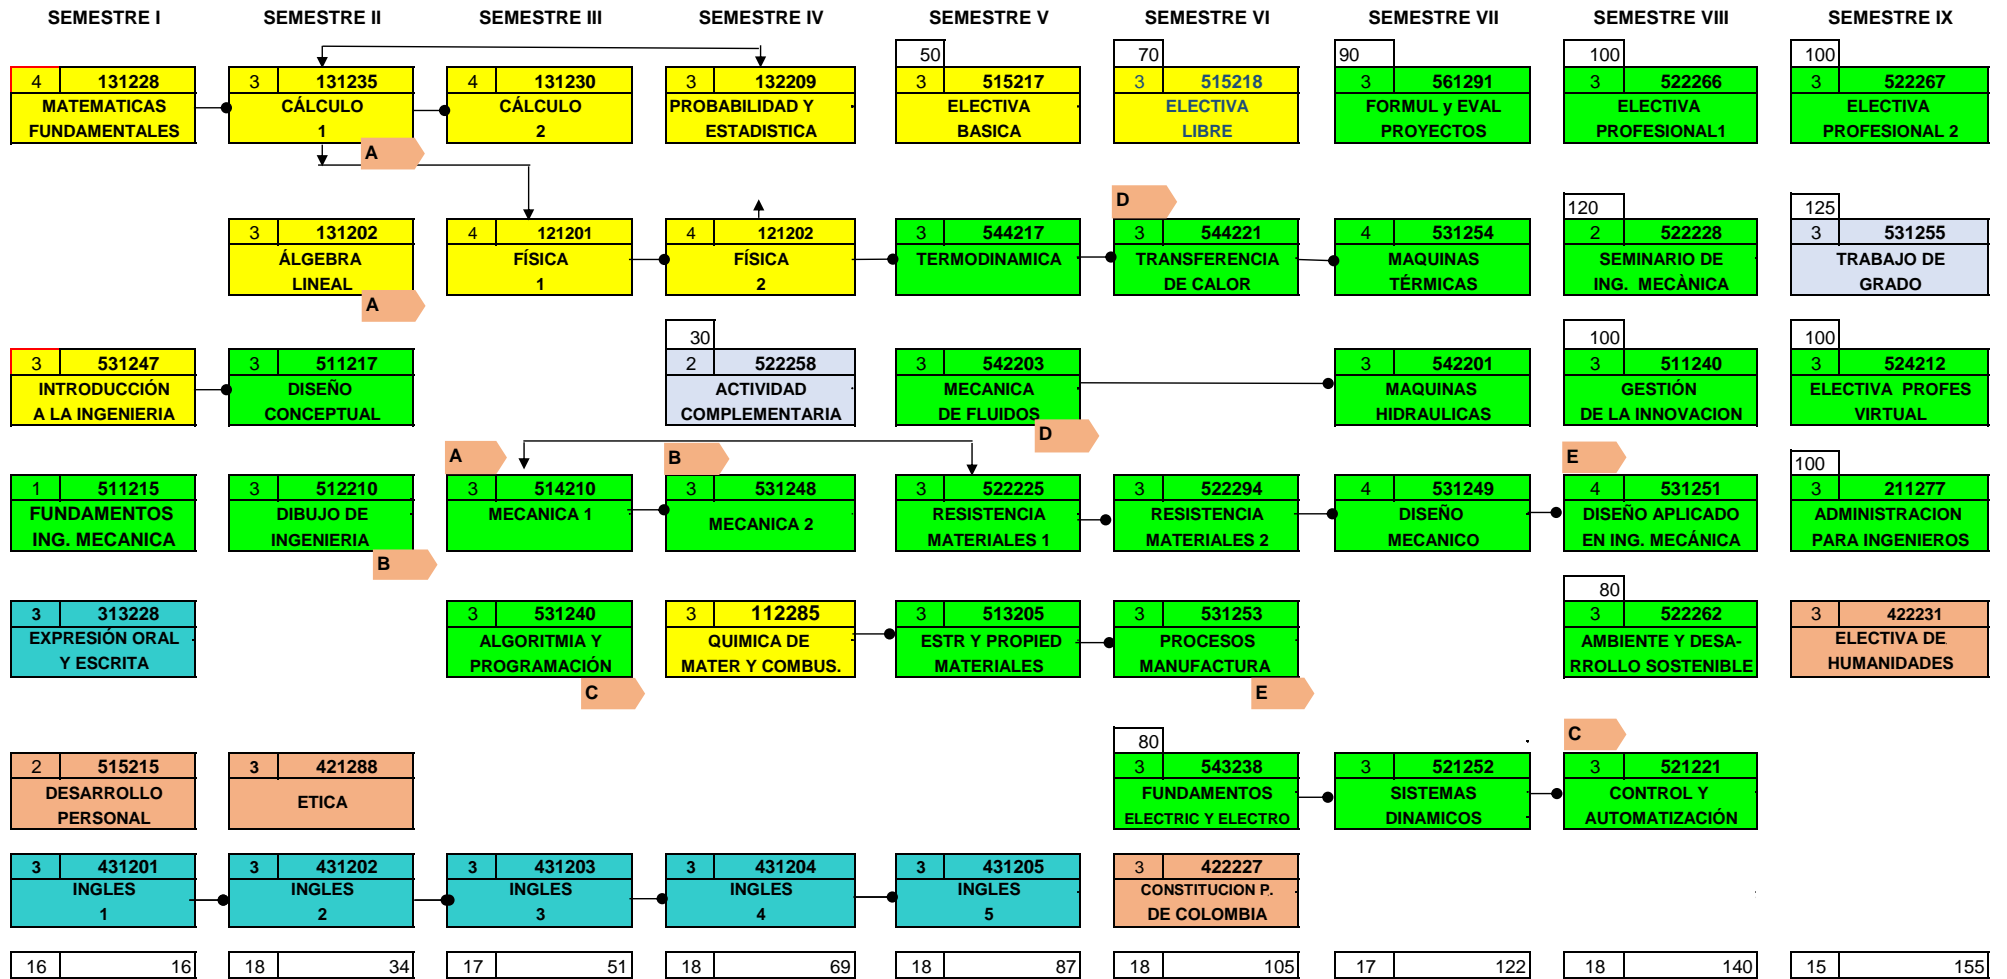 SEMESTRE I SEMESTRE II SEMESTRE III SEMESTRE IV SEMESTRE V SEMESTRE VI SEMESTRE VII SEMESTRE VIII SEMESTRE IX
50 70 90 100 100
4 131228 3 131235 4 131230 3 132209 3 515217 3 515218 3 561291 3 522266 3 522267
MATEMATICAS CÁLCULO CÁLCULO PROBABILIDAD Y ELECTIVA ELECTIVA FORMUL y EVAL ELECTIVA ELECTIVA
FUNDAMENTALES 1 2 ESTADISTICA BASICA LIBRE PROYECTOS PROFESIONAL1 PROFESIONAL 2
A
D
120 125
3 131202 4 121201 4 121202 3 544217 3 544221 4 531254 2 522228 3 531255
ÁLGEBRA FÍSICA FÍSICA TERMODINAMICA TRANSFERENCIA MAQUINAS SEMINARIO DE TRABAJO DE
LINEAL 1 2 DE CALOR TÉRMICAS ING. MECÀNICA GRADO
A
30 100 100
3 531247 3 511217 2 522258 3 542203 3 542201 3 511240 3 524212
INTRODUCCIÓN DISEÑO ACTIVIDAD MECANICA MAQUINAS GESTIÓN ELECTIVA PROFES
A LA INGENIERIA CONCEPTUAL COMPLEMENTARIA DE FLUIDOS HIDRAULICAS DE LA INNOVACION VIRTUAL
D
A B E
100
1 511215 3 512210 3 514210 3 531248 3 522225 3 522294 4 531249 4 531251 3 211277
FUNDAMENTOS DIBUJO DE MECANICA 1 MECANICA 2 RESISTENCIA RESISTENCIA DISEÑO DISEÑO APLICADO ADMINISTRACION
ING. MECANICA INGENIERIA MATERIALES 1 MATERIALES 2 MECANICO EN ING. MECÁNICA PARA INGENIEROS
B
80
3 313228 3 531240 3 112285 3 513205 3 531253 3 522262 3 422231
EXPRESIÓN ORAL ALGORITMIA Y QUIMICA DE ESTR Y PROPIED PROCESOS AMBIENTE Y DESA- ELECTIVA DE
Y ESCRITA PROGRAMACIÓN MATER Y COMBUS. MATERIALES MANUFACTURA RROLLO SOSTENIBLE HUMANIDADES
C E
C
80
2 515215 3 421288 3 543238 3 521252 3 521221
DESARROLLO ETICA FUNDAMENTOS SISTEMAS CONTROL Y
PERSONAL ELECTRIC Y ELECTRO DINAMICOS AUTOMATIZACIÓN
3 431201 3 431202 3 431203 3 431204 3 431205 3 422227
INGLES INGLES INGLES INGLES INGLES CONSTITUCION P.
1 2 3 4 5 DE COLOMBIA
16 16 18 34 17 51 18 69 18 87 18 105 17 122 18 140 15 155